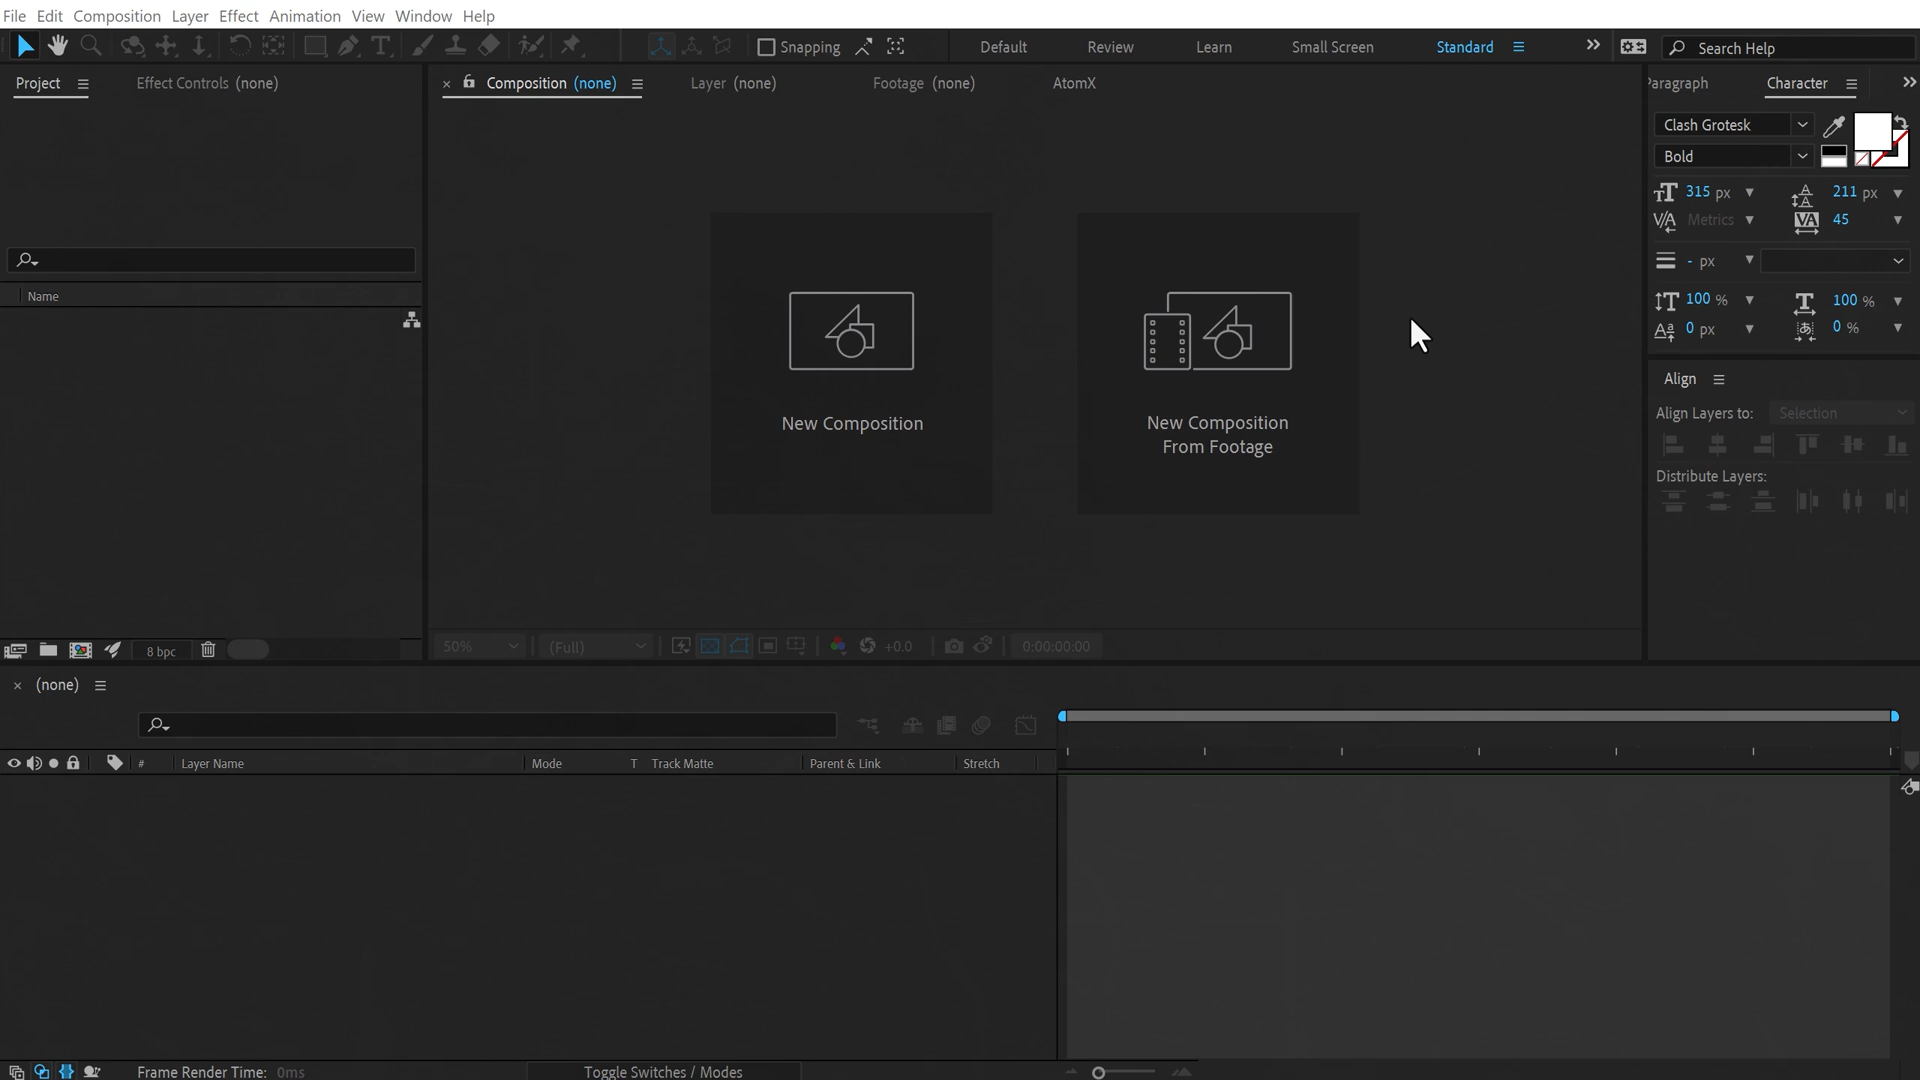 File Edit Composition Layer Effect Animation View Window Help
Snapping Default Review Learn Small Screen Standard Search Help
Project Effect Controls (none) × Composition (none) Layer (none) Footage (none) AtomX Paragraph Character
Clash Grotesk
Bold
315 px 211 px
Metrics 45
- px
100 % 100 %
0 px 0 %
Name
New Composition
New Composition
From Footage
Align
Align Layers to: Selection
Distribute Layers:
8 bpc 50% (Full) +0.0 0:00:00:00
× (none)
# Layer Name Mode T Track Matte Parent & Link Stretch
Frame Render Time: 0ms Toggle Switches / Modes